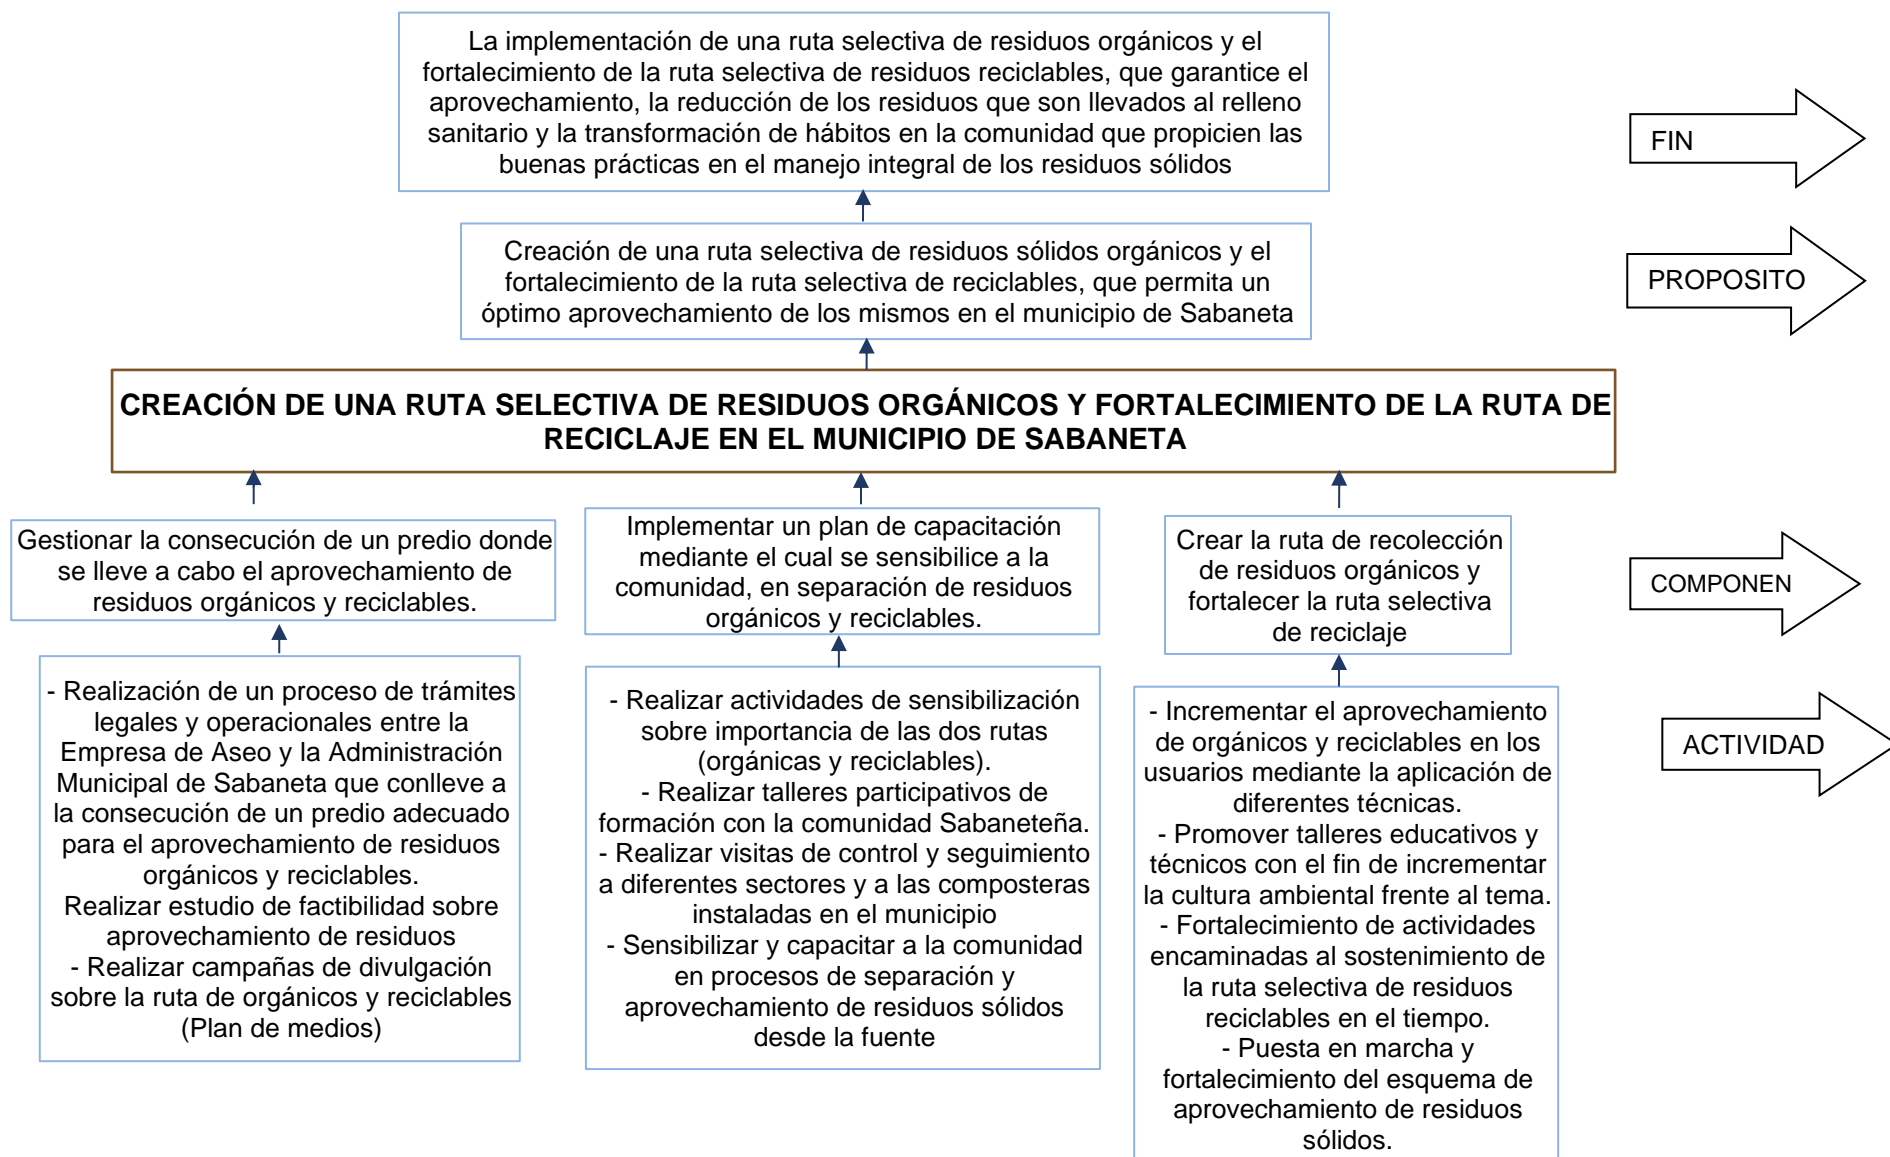 La implementación de una ruta selectiva de residuos orgánicos y el
fortalecimiento de la ruta selectiva de residuos reciclables, que garantice el
aprovechamiento, la reducción de los residuos que son llevados al relleno
sanitario y la transformación de hábitos en la comunidad que propicien las
buenas prácticas en el manejo integral de los residuos sólidos
FIN
Creación de una ruta selectiva de residuos sólidos orgánicos y el
fortalecimiento de la ruta selectiva de reciclables, que permita un
óptimo aprovechamiento de los mismos en el municipio de Sabaneta
PROPOSITO
CREACIÓN DE UNA RUTA SELECTIVA DE RESIDUOS ORGÁNICOS Y FORTALECIMIENTO DE LA RUTA DE
RECICLAJE EN EL MUNICIPIO DE SABANETA
Gestionar la consecución de un predio donde
se lleve a cabo el aprovechamiento de
residuos orgánicos y reciclables.
Implementar un plan de capacitación
mediante el cual se sensibilice a la
comunidad, en separación de residuos
orgánicos y reciclables.
Crear la ruta de recolección
de residuos orgánicos y
fortalecer la ruta selectiva
de reciclaje
COMPONEN
- Realización de un proceso de trámites
legales y operacionales entre la
Empresa de Aseo y la Administración
Municipal de Sabaneta que conlleve a
la consecución de un predio adecuado
para el aprovechamiento de residuos
orgánicos y reciclables.
Realizar estudio de factibilidad sobre
aprovechamiento de residuos
- Realizar campañas de divulgación
sobre la ruta de orgánicos y reciclables
(Plan de medios)
- Realizar actividades de sensibilización
sobre importancia de las dos rutas
(orgánicas y reciclables).
- Realizar talleres participativos de
formación con la comunidad Sabaneteña.
- Realizar visitas de control y seguimiento
a diferentes sectores y a las composteras
instaladas en el municipio
- Sensibilizar y capacitar a la comunidad
en procesos de separación y
aprovechamiento de residuos sólidos
desde la fuente
- Incrementar el aprovechamiento
de orgánicos y reciclables en los
usuarios mediante la aplicación de
diferentes técnicas.
- Promover talleres educativos y
técnicos con el fin de incrementar
la cultura ambiental frente al tema.
- Fortalecimiento de actividades
encaminadas al sostenimiento de
la ruta selectiva de residuos
reciclables en el tiempo.
- Puesta en marcha y
fortalecimiento del esquema de
aprovechamiento de residuos
sólidos.
ACTIVIDAD